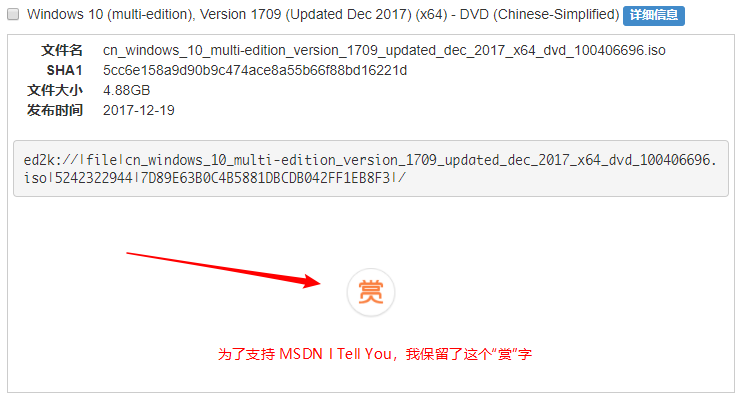 Windows 10 (multi-edition), Version 1709 (Updated Dec 2017) (x64) - DVD (Chinese-Simplified) 详细信息
文件名 cn_windows_10_multi-edition_version_1709_updated_dec_2017_x64_dvd_100406696.iso
SHA1 5cc6e158a9d90b9c474ace8a55b66f88bd16221d
文件大小 4.88GB
发布时间 2017-12-19
ed2k://|file|cn_windows_10_multi-edition_version_1709_updated_dec_2017_x64_dvd_100406696.
iso|5242322944|7D89E63B0C4B5881DBCDB042FF1EB8F3|/
赏
为了支持 MSDN I Tell You，我保留了这个“赏”字